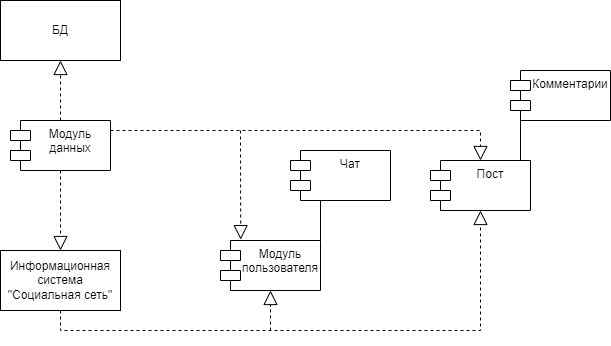 БД
Комментарии
Модуль
данных
Чат
Пост
Модуль
пользователя
Информационная
система
"Социальная сеть"